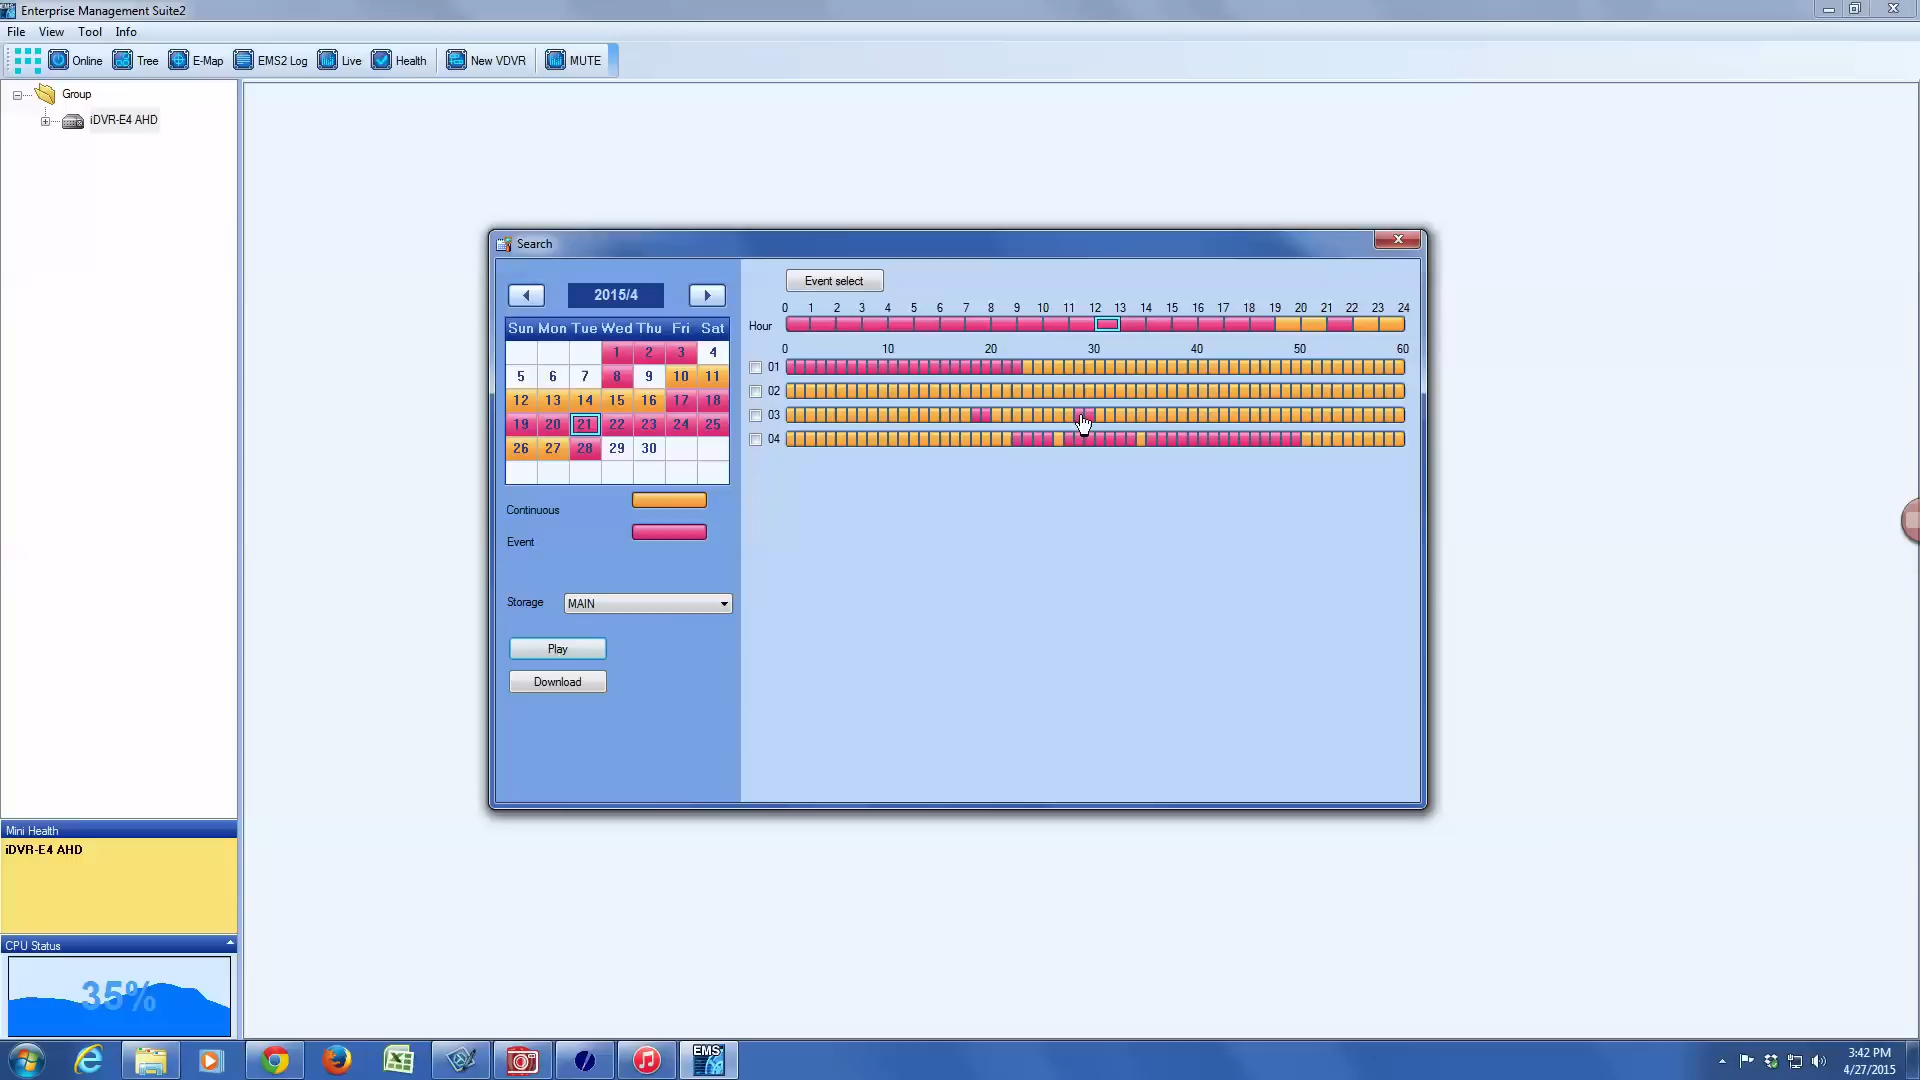 Enterprise Management Suite2
File View Tool Info
Online Tree E-Map EMS2 Log Live Health New VDVR MUTE
Group
iDVR-E4 AHD
Search
2015/4
Sun Mon Tue Wed Thu Fri Sat
1 2 3 4
5 6 7 8 9 10 11
12 13 14 15 16 17 18
19 20 21 22 23 24 25
26 27 28 29 30
Continuous
Event
Storage MAIN
Play
Download
Event select
0 1 2 3 4 5 6 7 8 9 10 11 12 13 14 15 16 17 18 19 20 21 22 23 24
Hour
0 10 20 30 40 50 60
01
02
03
04
Mini Health
iDVR-E4 AHD
CPU Status
35%
EMS
3:42 PM
4/27/2015